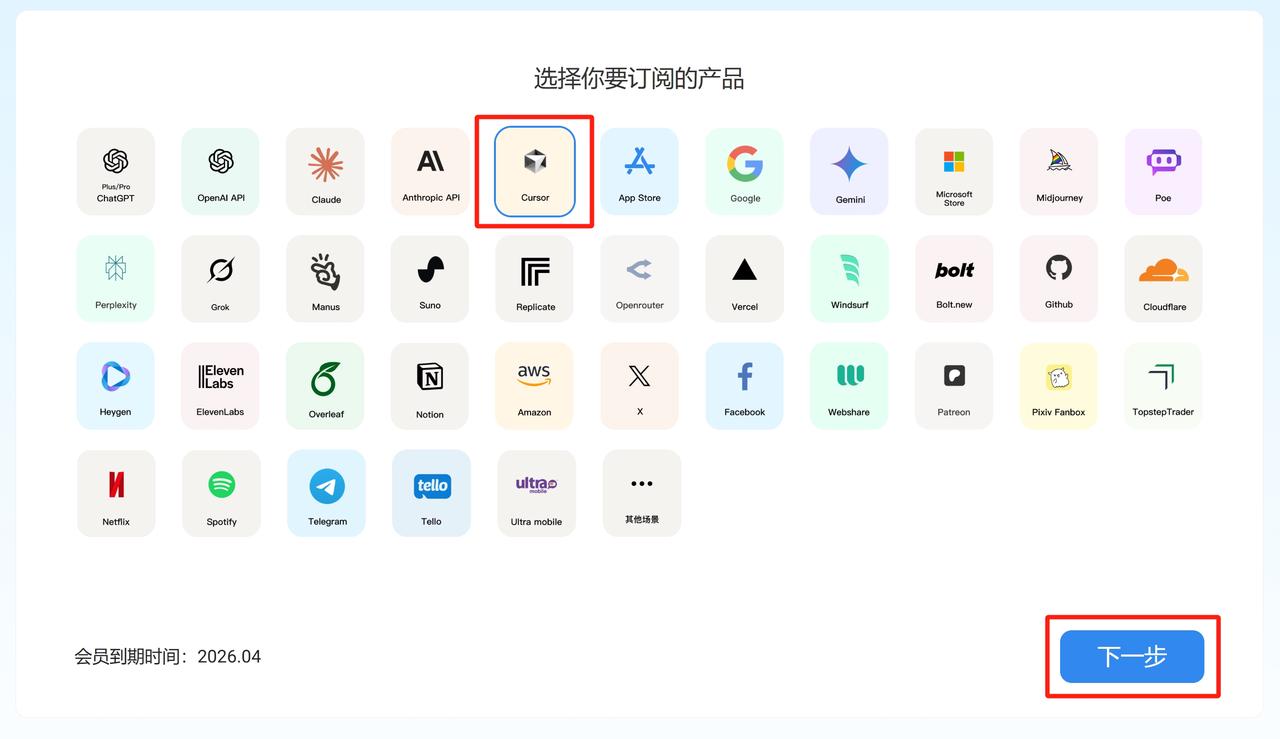 选择你要订阅的产品
Plus/Pro
ChatGPT
OpenAI API
Claude
Anthropic API
Cursor
App Store
Google
Gemini
Microsoft
Store
Midjourney
Poe
Perplexity
Grok
Manus
Suno
Replicate
Openrouter
Vercel
Windsurf
bolt
Bolt.new
Github
Cloudflare
Heygen
IIEleven
Labs
ElevenLabs
Overleaf
Notion
aws
Amazon
X
Facebook
Webshare
Patreon
Pixiv Fanbox
TopstepTrader
Netflix
Spotify
Telegram
tello
Tello
ultra
mobile
Ultra mobile
•••
其他场景
会员到期时间：2026.04
下一步